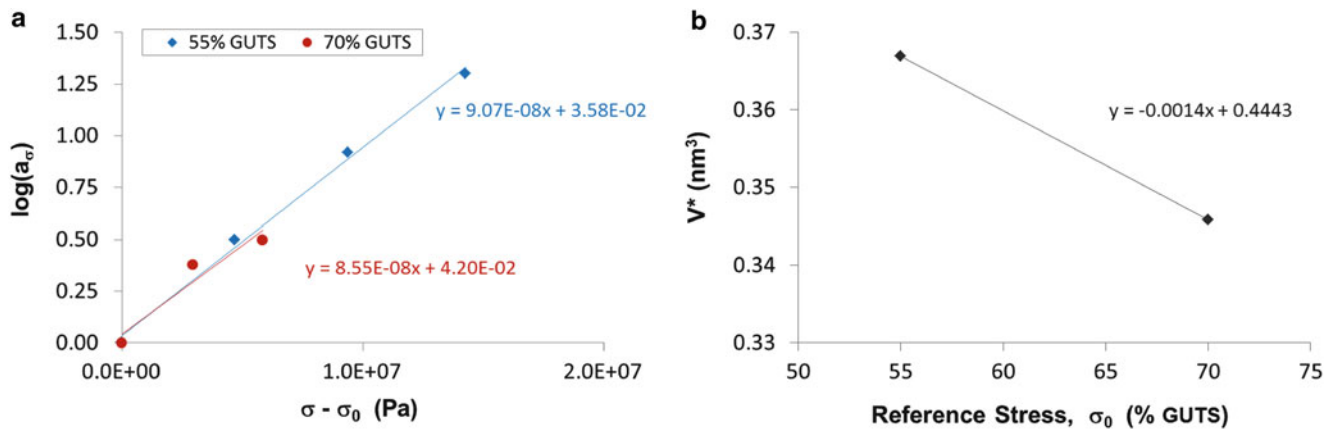 a
1.50
55% GUTS 70% GUTS
1.25
y = 9.07E-08x + 3.58E-02
1.00
log(aσ)
0.75
0.50
y = 8.55E-08x + 4.20E-02
0.25
0.00
0.0E+00 1.0E+07 2.0E+07
σ - σ0 (Pa)
b
0.37
y = -0.0014x + 0.4443
0.36
V* (nm3)
0.35
0.34
0.33
50 55 60 65 70 75
Reference Stress, σ0 (% GUTS)